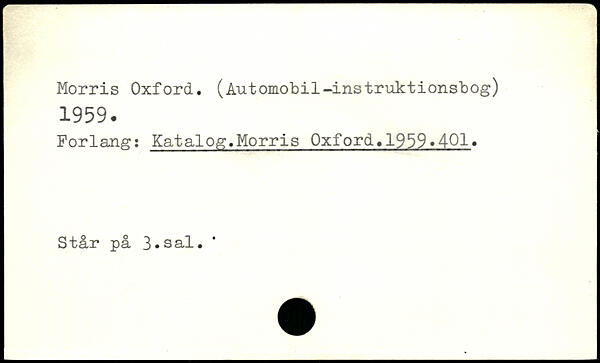 Morris Oxford. (Automobil-instruktionsbog)
1959.
Forlang: Katalog.Morris Oxford.1959.401.
Står på 3.sal.